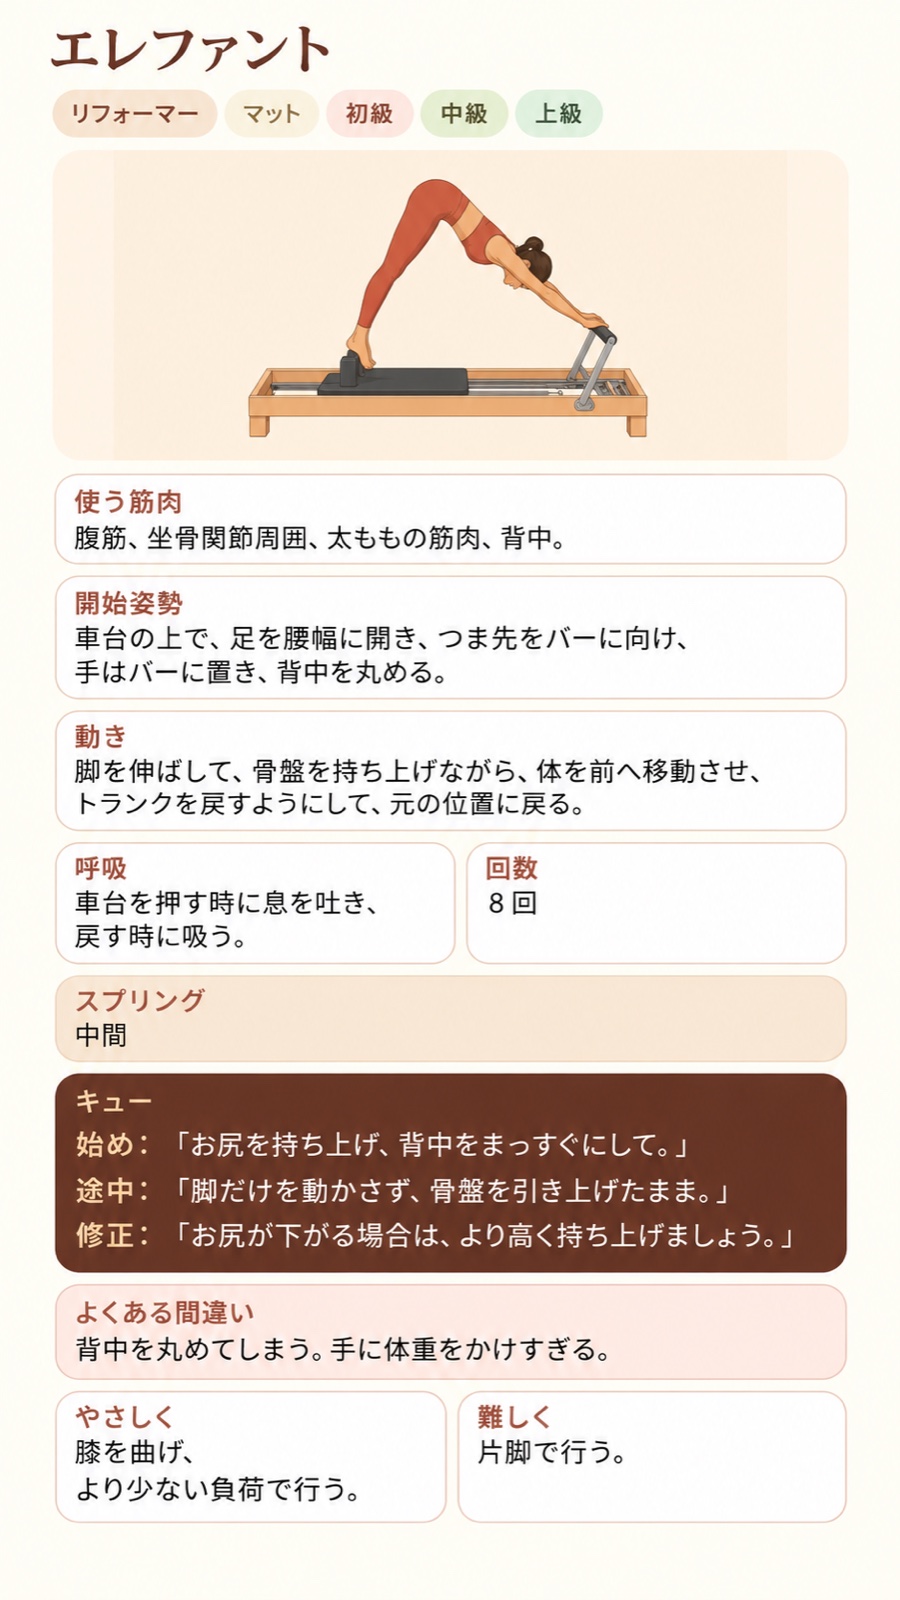 エレファント
リフォーマー
マット
初級
中級
上級
使う筋肉
腹筋、坐骨関節周囲、太ももの筋肉、背中。
開始姿勢
車台の上で、足を腰幅に開き、つま先をバーに向け、
手はバーに置き、背中を丸める。
動き
脚を伸ばして、骨盤を持ち上げながら、体を前へ移動させ、
トランクを戻すようにして、元の位置に戻る。
呼吸
車台を押す時に息を吐き、
戻す時に吸う。
回数
8 回
スプリング
中間
キュー
始め：「お尻を持ち上げ、背中をまっすぐにして。」
途中：「脚だけを動かさず、骨盤を引き上げたまま。」
修正：「お尻が下がる場合は、より高く持ち上げましょう。」
よくある間違い
背中を丸めてしまう。手に体重をかけすぎる。
やさしく
膝を曲げ、
より少ない負荷で行う。
難しく
片脚で行う。